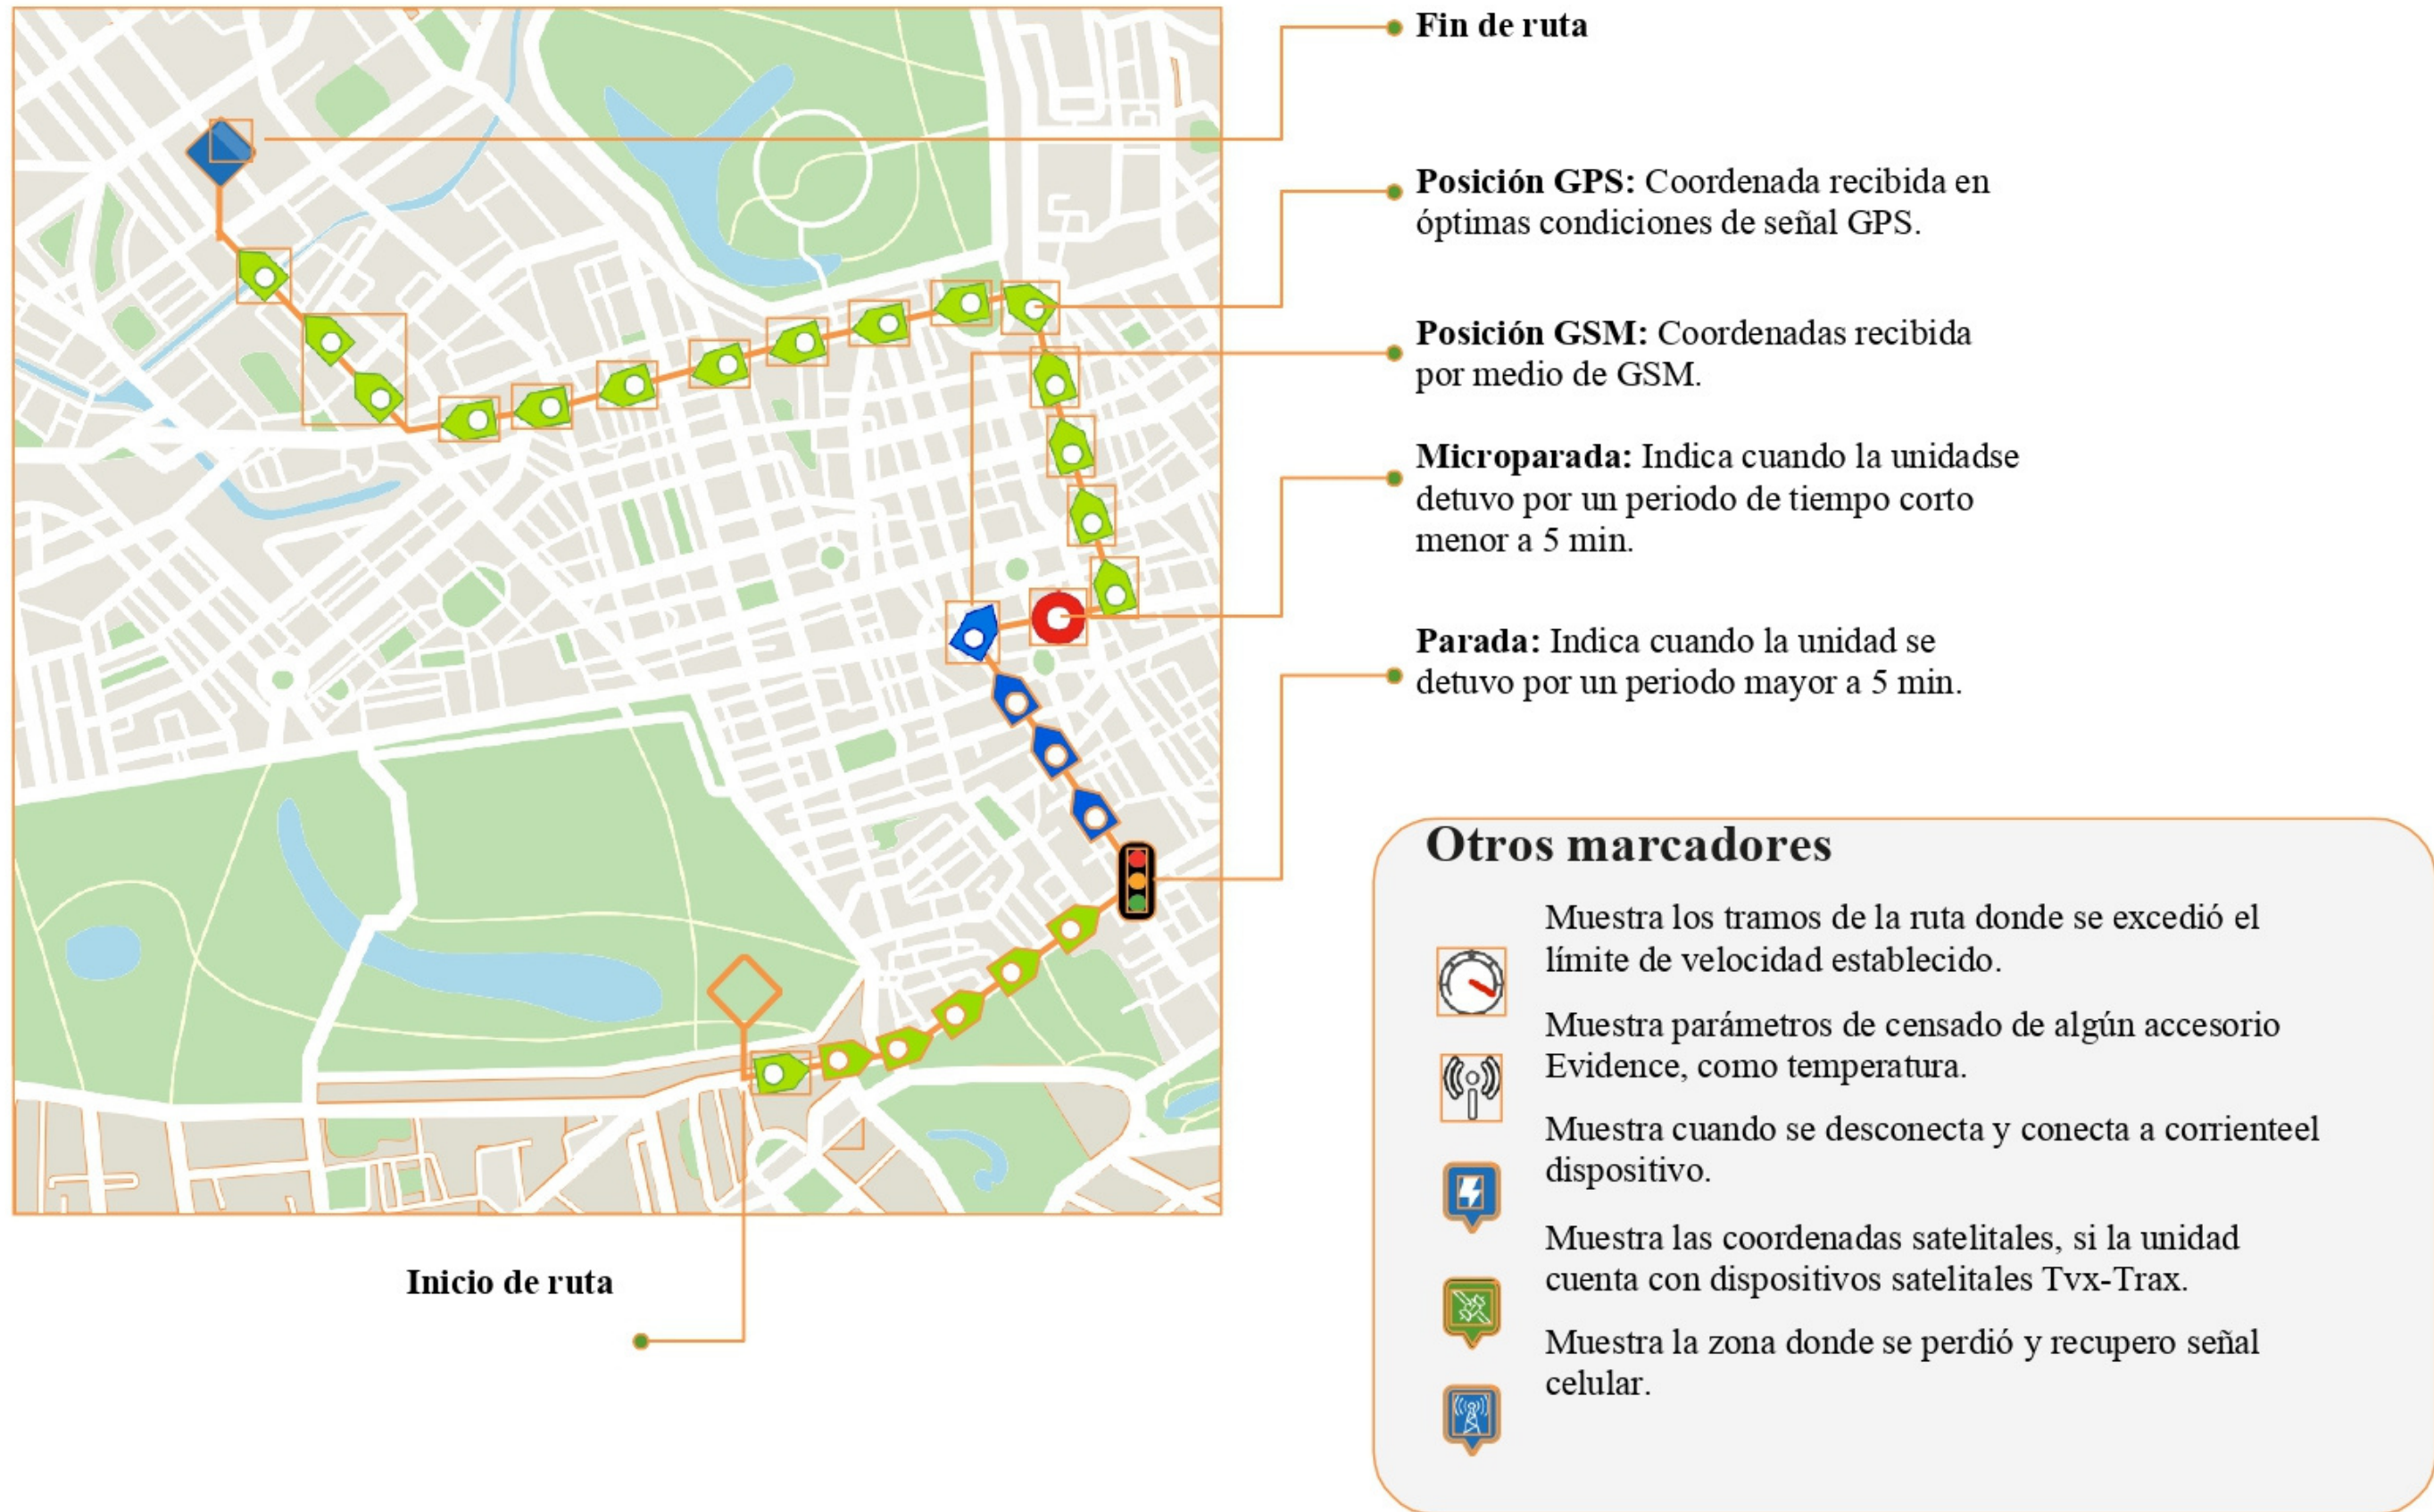 Fin de ruta
Posición GPS: Coordenada recibida en
óptimas condiciones de señal GPS.
Posición GSM: Coordenadas recibida
por medio de GSM.
Microparada: Indica cuando la unidadse
detuvo por un periodo de tiempo corto
menor a 5 min.
Parada: Indica cuando la unidad se
detuvo por un periodo mayor a 5 min.
Inicio de ruta
Otros marcadores
Muestra los tramos de la ruta donde se excedió el
límite de velocidad establecido.
Muestra parámetros de censado de algún accesorio
Evidence, como temperatura.
Muestra cuando se desconecta y conecta a corrienteel
dispositivo.
Muestra las coordenadas satelitales, si la unidad
cuenta con dispositivos satelitales Tvx-Trax.
Muestra la zona donde se perdió y recupero señal
celular.